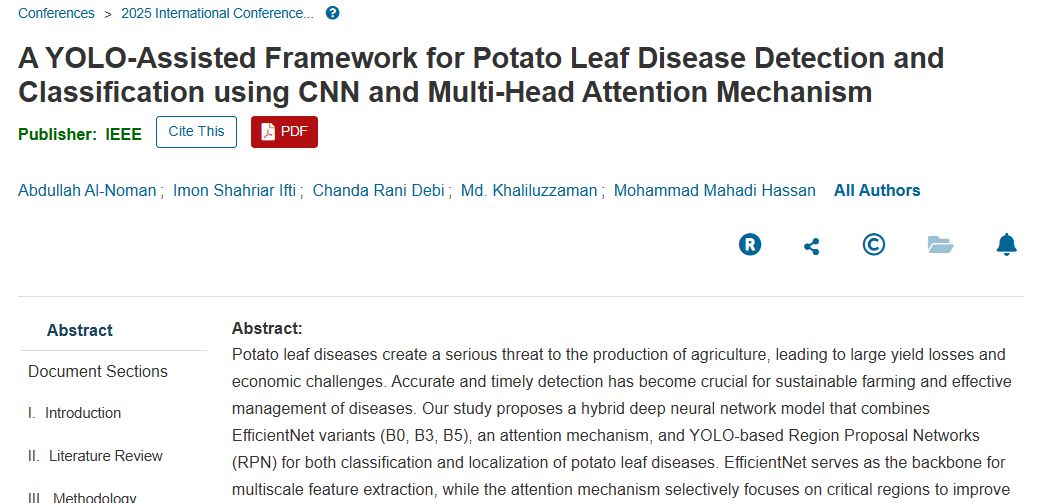 Conferences > 2025 International Conference... ?
A YOLO-Assisted Framework for Potato Leaf Disease Detection and
Classification using CNN and Multi-Head Attention Mechanism
Publisher: IEEE Cite This PDF
Abdullah Al-Noman ; Imon Shahriar Ifti ; Chanda Rani Debi ; Md. Khaliluzzaman ; Mohammad Mahadi Hassan All Authors
R ©
Abstract
Document Sections
I. Introduction
II. Literature Review
III Methodology
Abstract:
Potato leaf diseases create a serious threat to the production of agriculture, leading to large yield losses and
economic challenges. Accurate and timely detection has become crucial for sustainable farming and effective
management of diseases. Our study proposes a hybrid deep neural network model that combines
EfficientNet variants (B0, B3, B5), an attention mechanism, and YOLO-based Region Proposal Networks
(RPN) for both classification and localization of potato leaf diseases. EfficientNet serves as the backbone for
multiscale feature extraction, while the attention mechanism selectively focuses on critical regions to improve